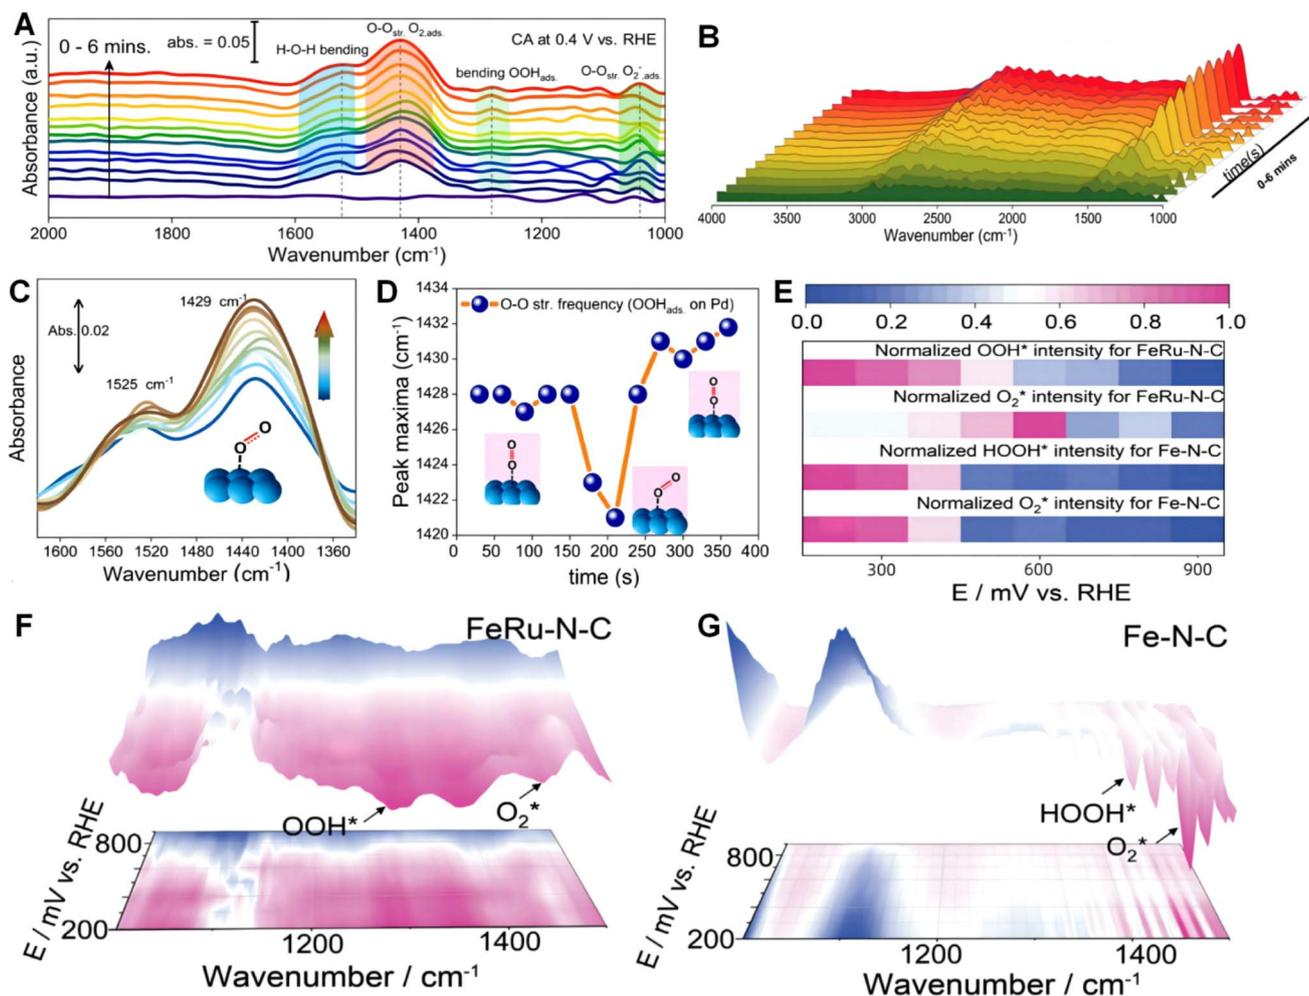 A
0 - 6 mins.
abs. = 0.05
H-O-H bending
O-Ostr. O2,ads.
CA at 0.4 V vs. RHE
bending OOHads.
O-Ostr. O2-,ads.
Absorbance (a.u.)
2000 1800 1600 1400 1200 1000
Wavenumber (cm-1)
B
4000 3500 3000 2500 2000 1500 1000
Wavenumber (cm-1)
time(s)
0-6 mins
C
Abs. 0.02
1429 cm-1
1525 cm-1
O
O
Absorbance
1600 1560 1520 1480 1440 1400 1360
Wavenumber (cm-1)
D
O-O str. frequency (OOHads. on Pd)
Peak maxima (cm-1)
1434
1432
1430
1428
1426
1424
1422
1420
O
O
O
O
O
O
0 50 100 150 200 250 300 350 400
time (s)
E
0.0 0.2 0.4 0.6 0.8 1.0
Normalized OOH* intensity for FeRu-N-C
Normalized O2* intensity for FeRu-N-C
Normalized HOOH* intensity for Fe-N-C
Normalized O2* intensity for Fe-N-C
300 600 900
E / mV vs. RHE
F
FeRu-N-C
OOH*
O2*
E / mV vs. RHE
800
200
1200 1400
Wavenumber / cm-1
G
Fe-N-C
HOOH*
O2*
E / mV vs. RHE
800
200
1200 1400
Wavenumber / cm-1